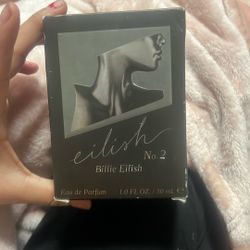 eilish
No. 2
Billie Eilish
Eau de Parfum 1.0 FL. OZ. / 30 mL e